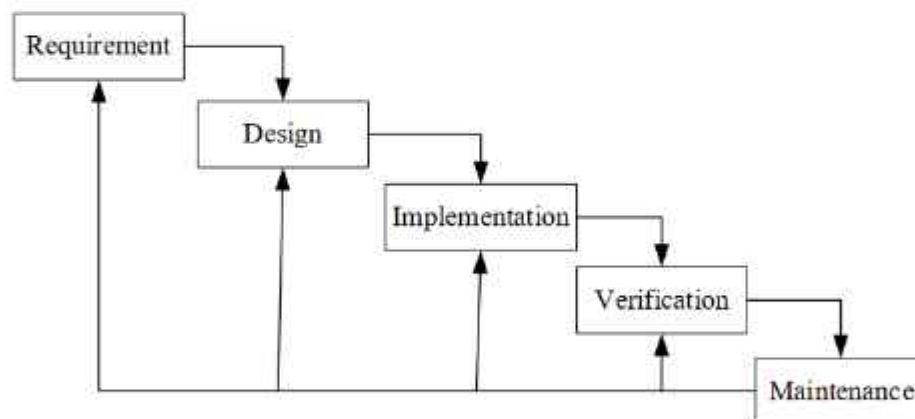 Requirement
Design
Implementation
Verification
Maintenance